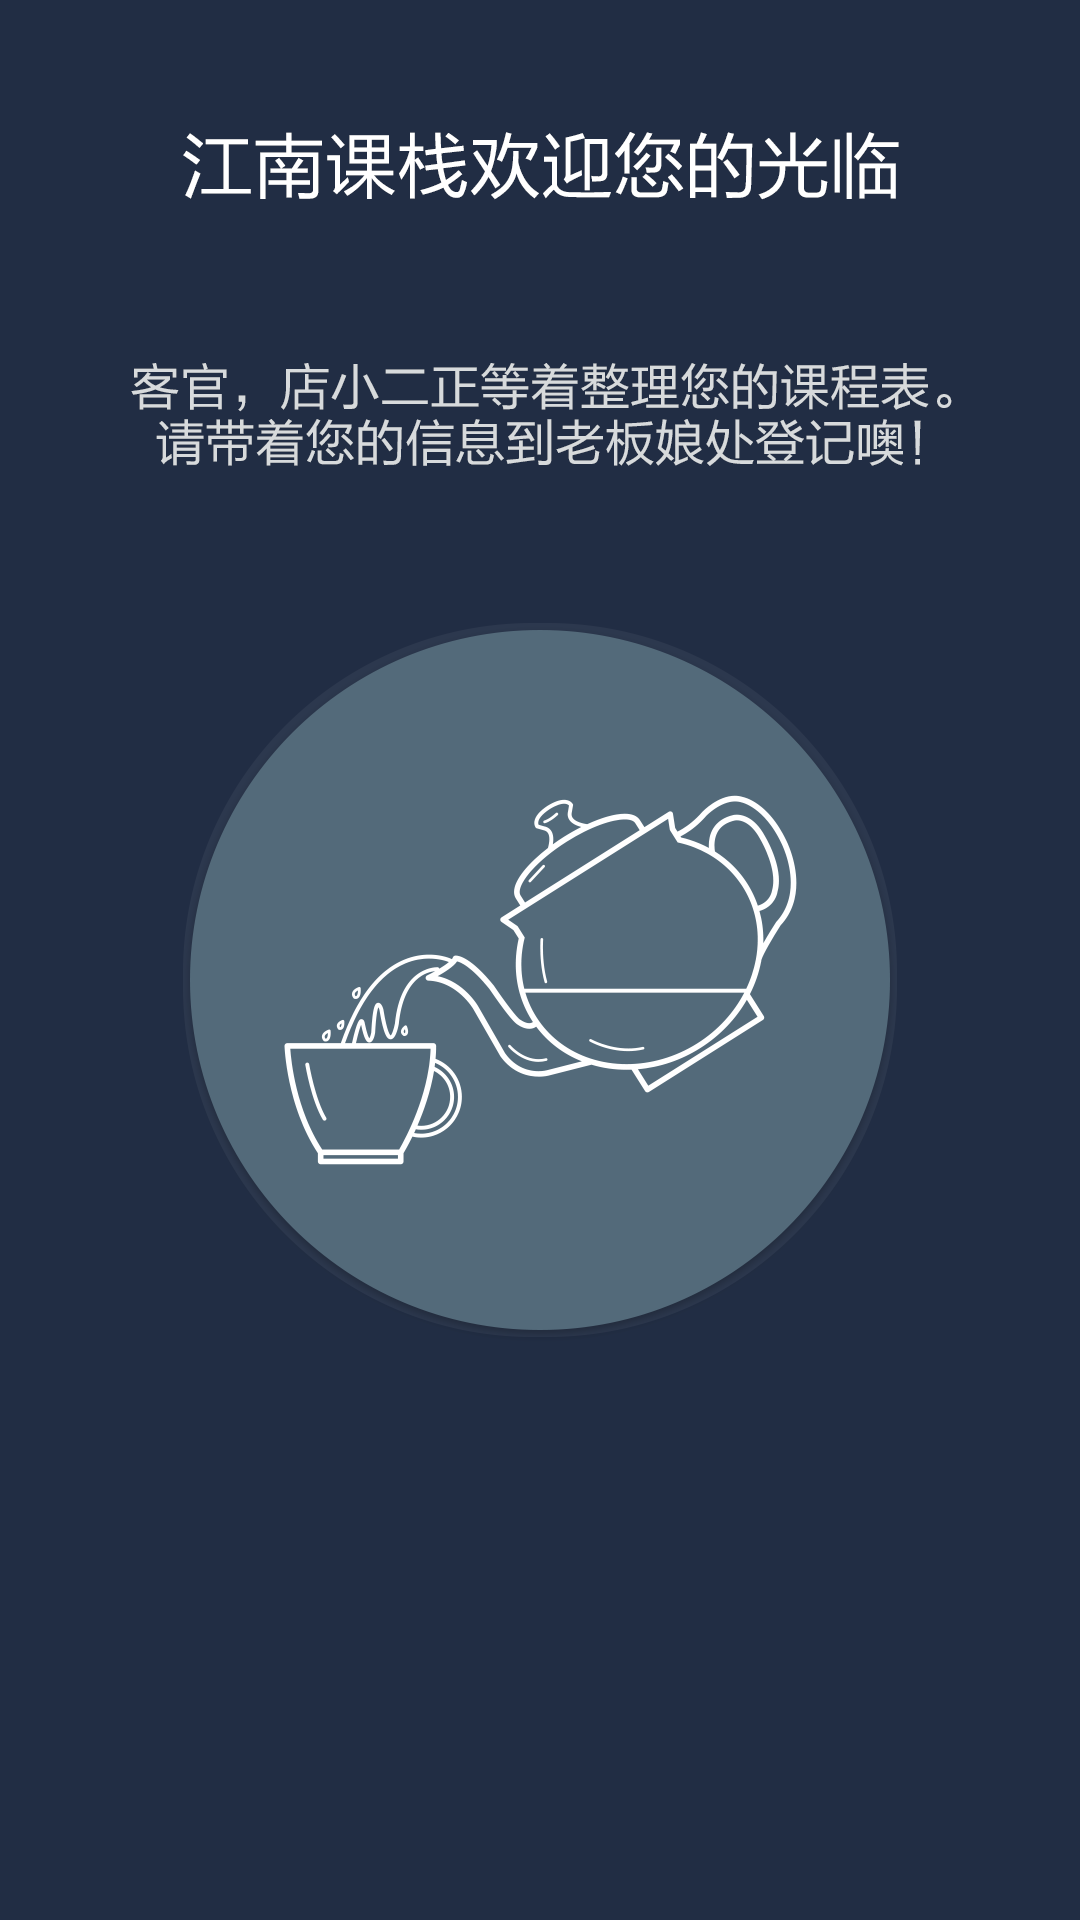 江南课栈欢迎您的光临
客官，店小二正等着整理您的课程表。
请带着您的信息到老板娘处登记噢！